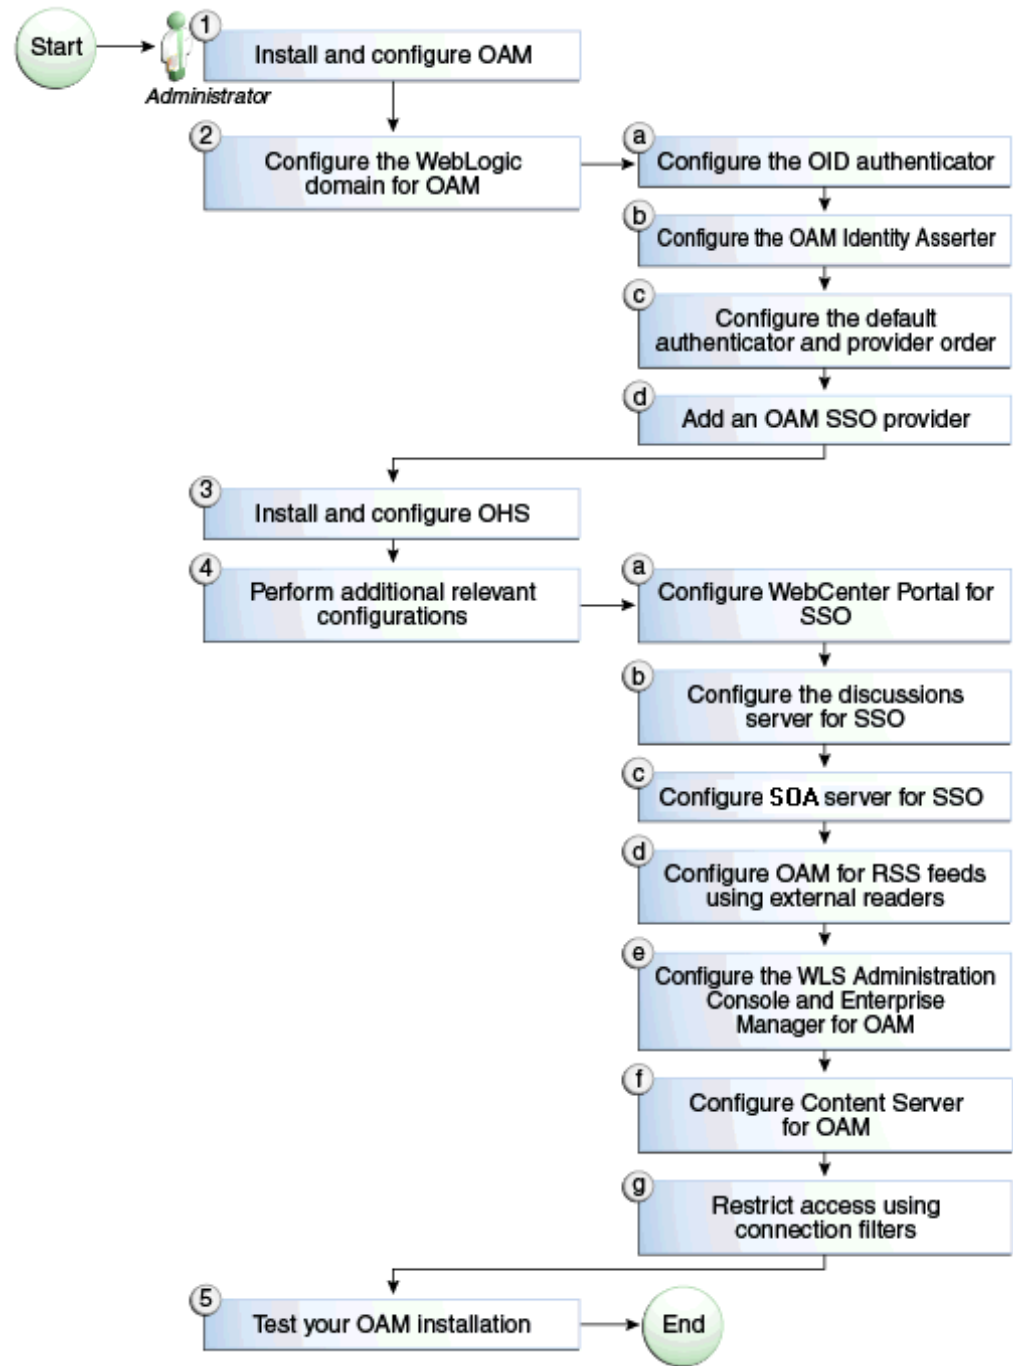 Start
Administrator
1
Install and configure OAM
2
Configure the WebLogic
domain for OAM
a
Configure the OID authenticator
b
Configure the OAM Identity Asserter
c
Configure the default
authenticator and provider order
d
Add an OAM SSO provider
3
Install and configure OHS
4
Perform additional relevant
configurations
a
Configure WebCenter Portal for
SSO
b
Configure the discussions
server for SSO
c
Configure SOA server for SSO
d
Configure OAM for RSS feeds
using external readers
e
Configure the WLS Administration
Console and Enterprise
Manager for OAM
f
Configure Content Server
for OAM
g
Restrict access using
connection filters
5
Test your OAM installation
End